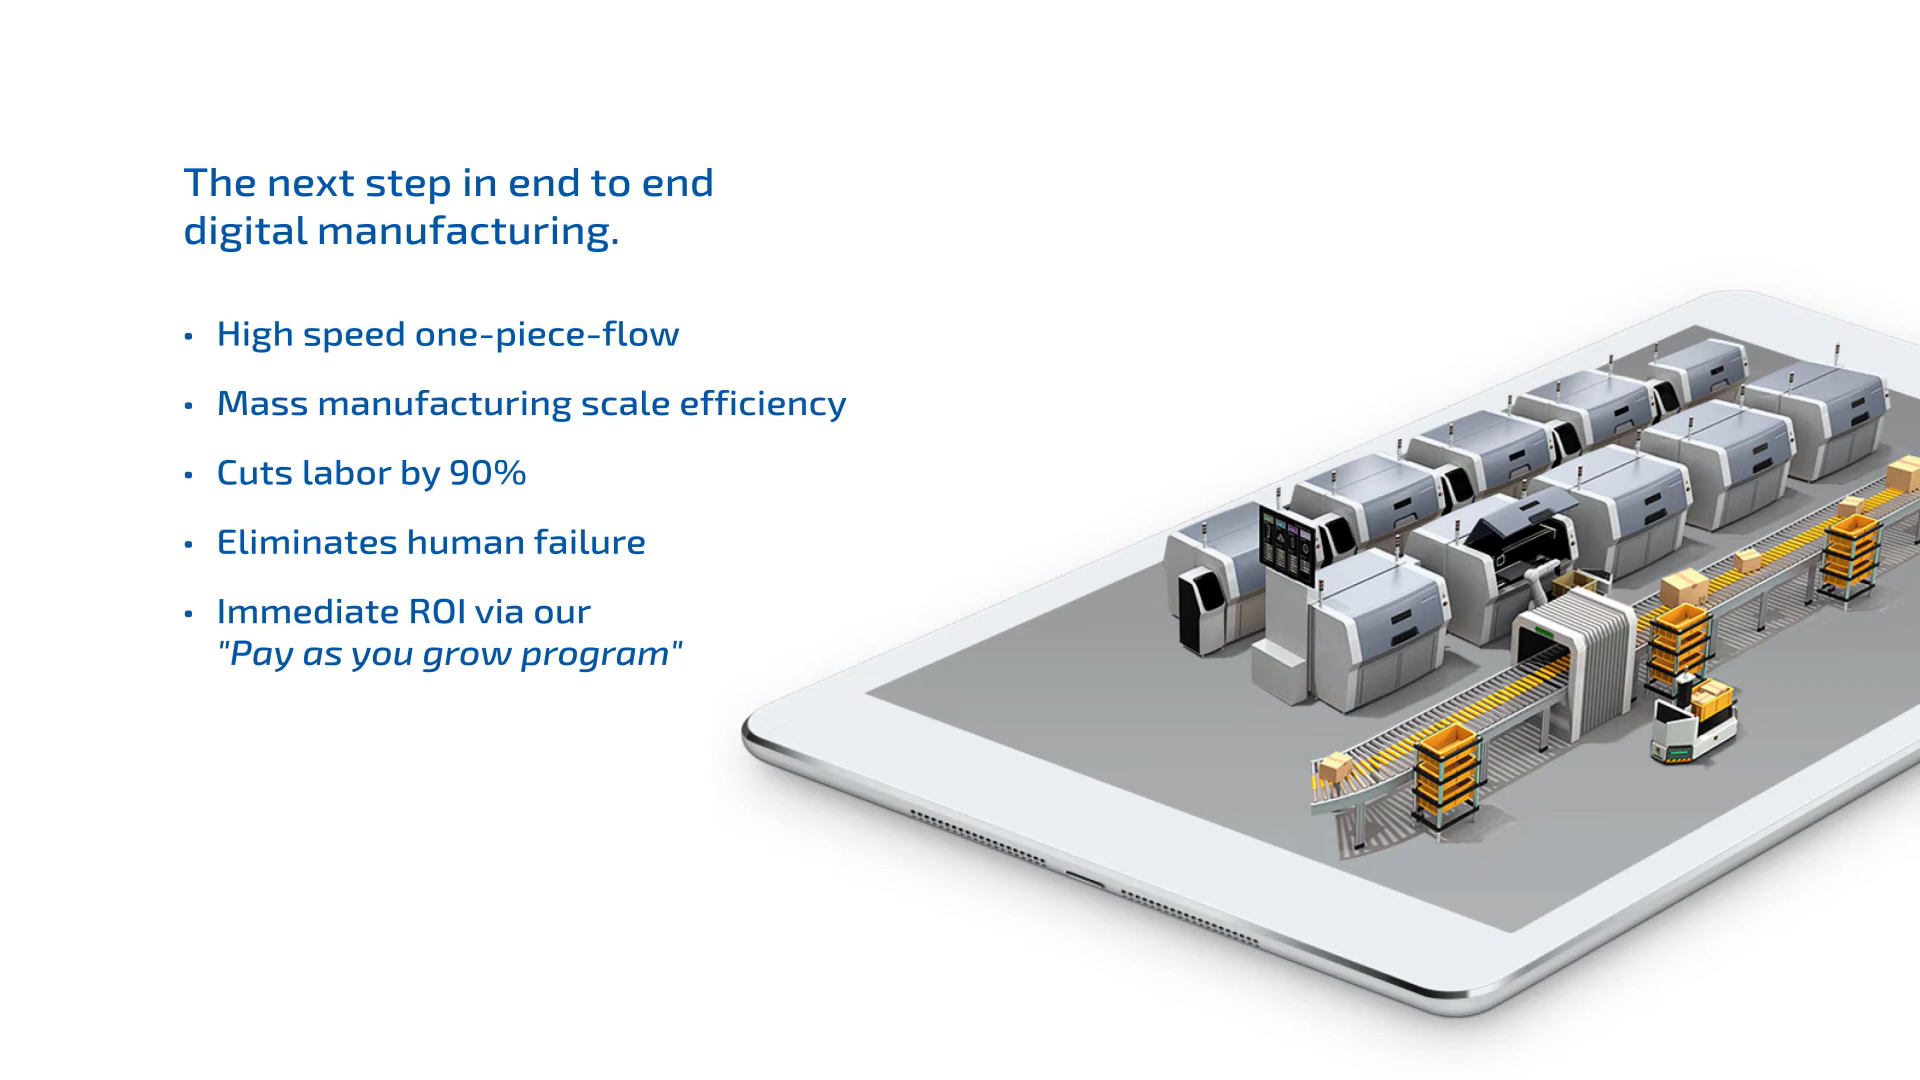 The next step in end to end
digital manufacturing.
• High speed one-piece-flow
• Mass manufacturing scale efficiency
• Cuts labor by 90%
• Eliminates human failure
• Immediate ROI via our
"Pay as you grow program"